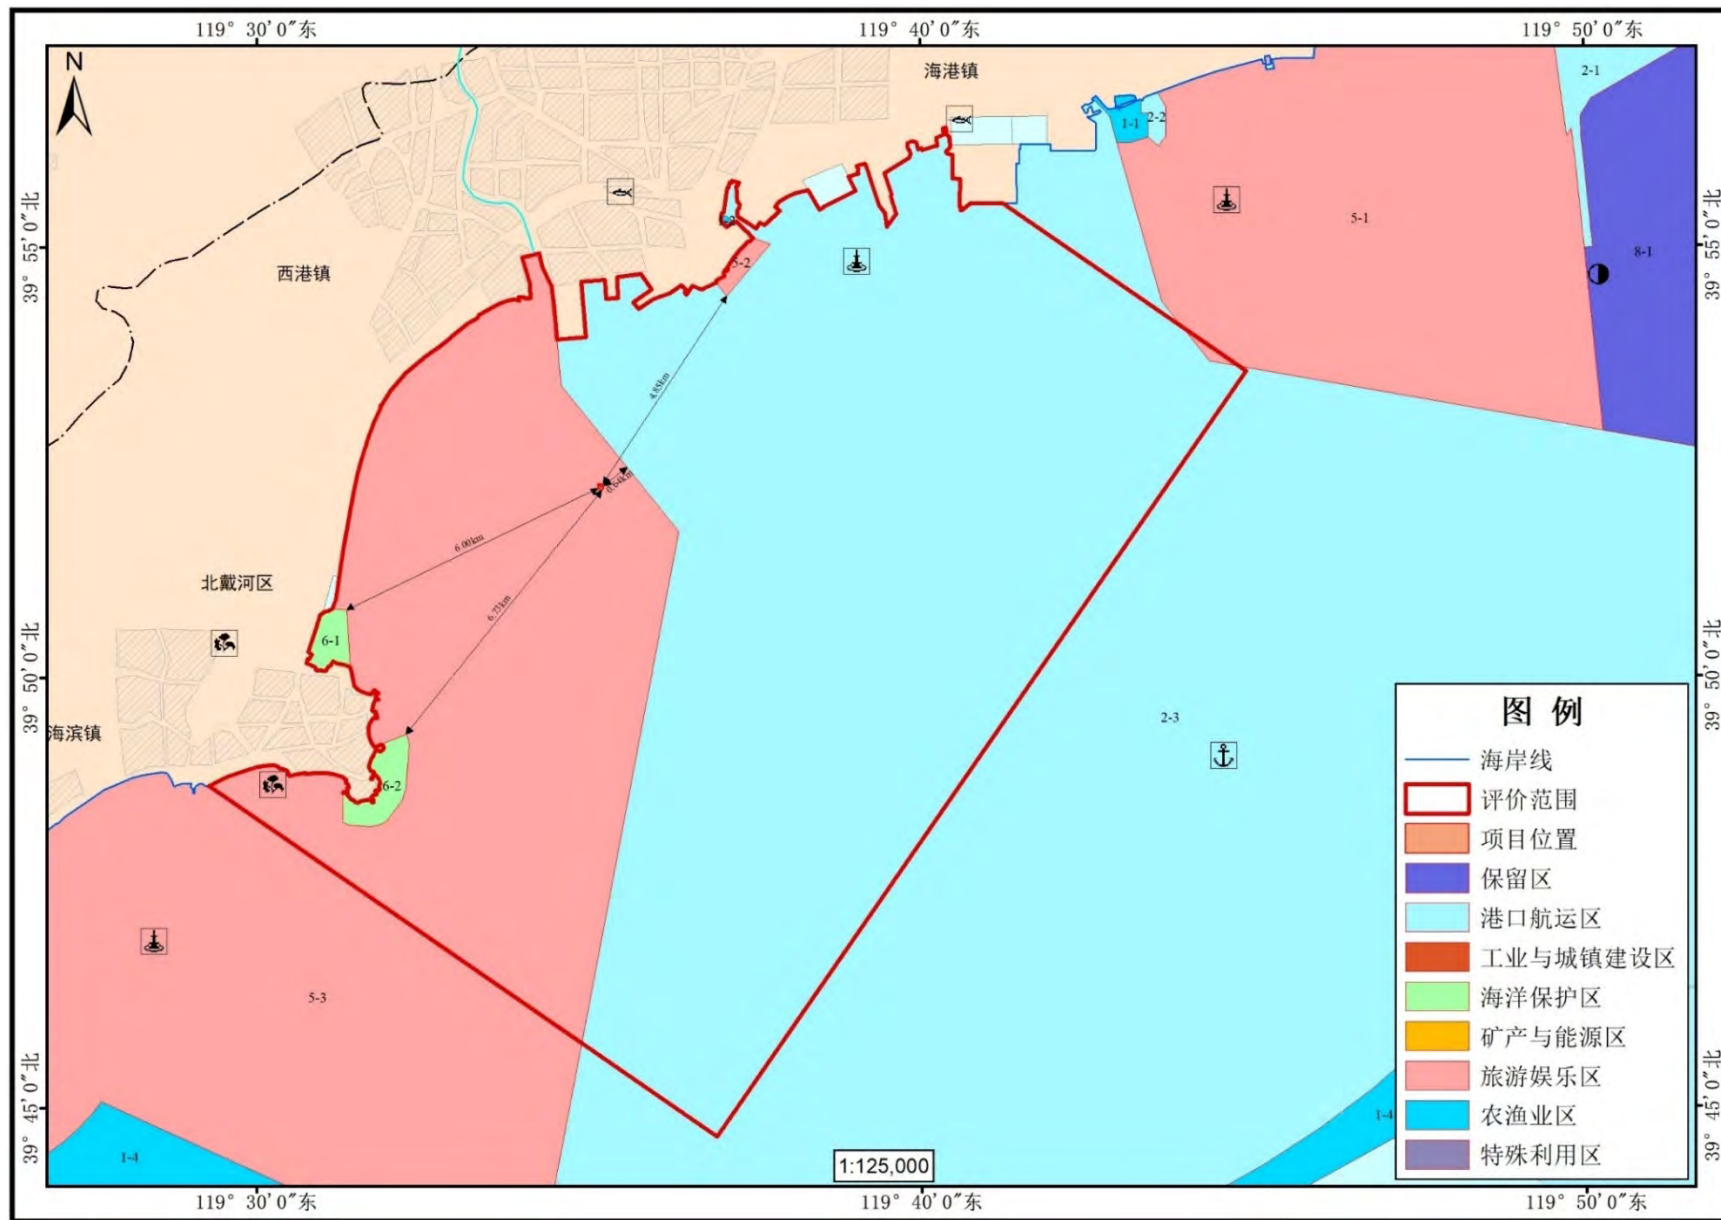 119° 30'0"东
119° 40'0"东
119° 50'0"东
N
海港镇
2-1
1-1
2-2
39° 55'0"北
39° 55'0"北
西港镇
5-1
5-2
8-1
4.85km
0.64km
6.00km
6.73km
北戴河区
6-1
39° 50'0"北
39° 50'0"北
海滨镇
6-2
2-3
5-3
图 例
海岸线
评价范围
项目位置
保留区
港口航运区
工业与城镇建设区
海洋保护区
矿产与能源区
旅游娱乐区
农渔业区
特殊利用区
39° 45'0"北
39° 45'0"北
1-4
1-4
1:125,000
119° 30'0"东
119° 40'0"东
119° 50'0"东